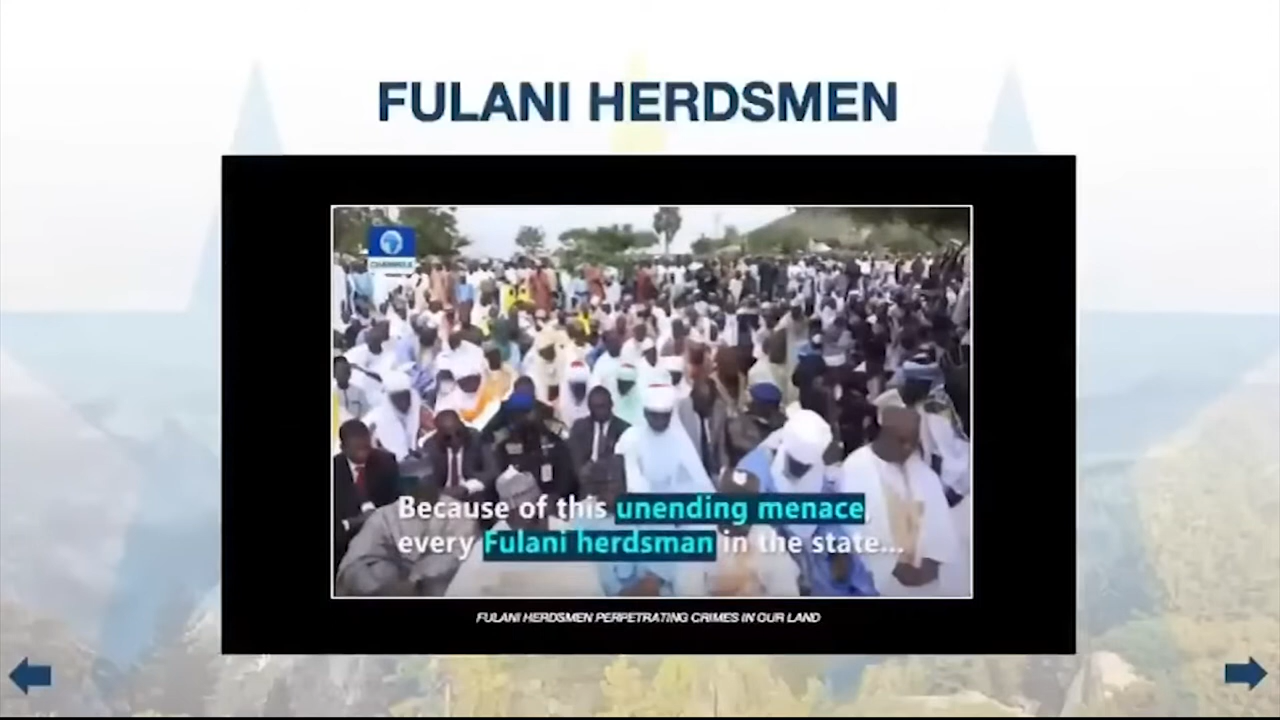 FULANI HERDSMEN
CHANNELS
Because of this unending menace,
every Fulani herdsman in the state...
FULANI HERDSMEN PERPETRATING CRIMES IN OUR LAND